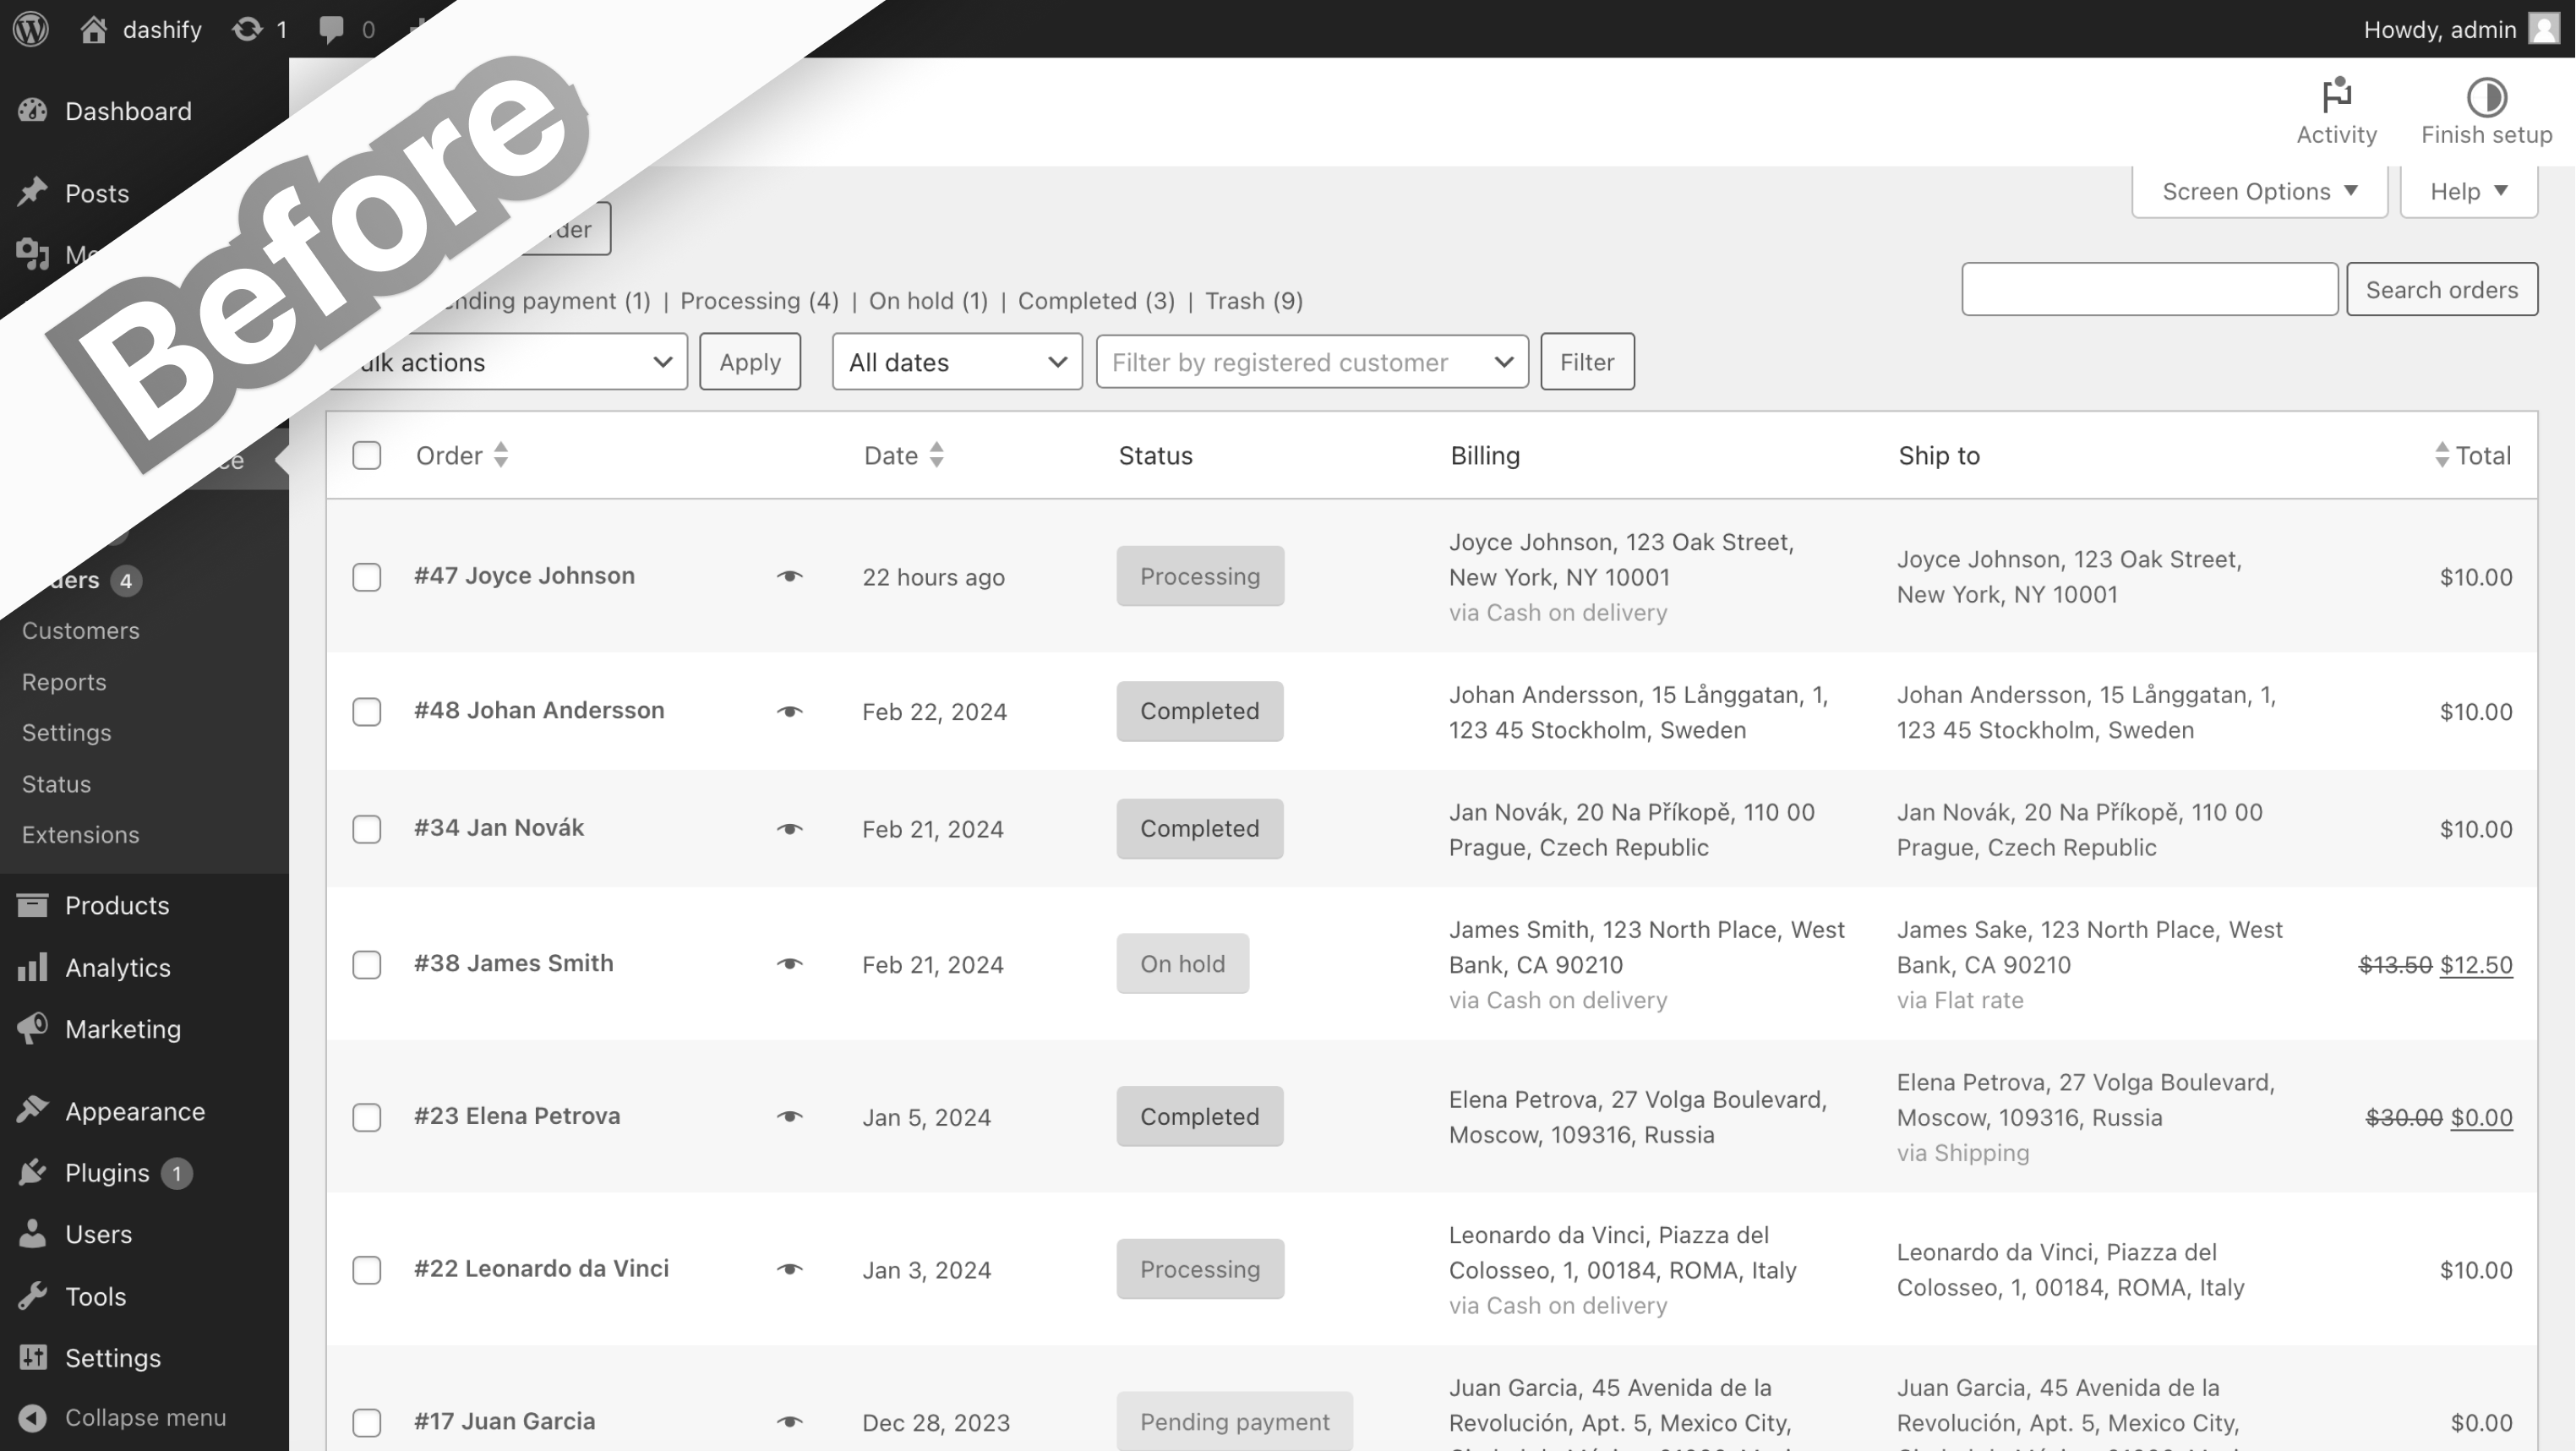 dashify 1 0
Howdy, admin
Before
Dashboard
Activity
Finish setup
Posts
Screen Options
Help
payment (1) | Processing (4) | On hold (1) | Completed (3) | Trash (9)
Search orders
actions
Apply
All dates
Filter by registered customer
Filter
Order
Date
Status
Billing
Ship to
Total
4
Customers
Reports
Settings
Status
Extensions
Products
Analytics
Marketing
Appearance
Plugins 1
Users
Tools
Settings
Collapse menu
#47 Joyce Johnson
22 hours ago
Processing
Joyce Johnson, 123 Oak Street,
New York, NY 10001
via Cash on delivery
Joyce Johnson, 123 Oak Street,
New York, NY 10001
$10.00
#48 Johan Andersson
Feb 22, 2024
Completed
Johan Andersson, 15 Långgatan, 1,
123 45 Stockholm, Sweden
Johan Andersson, 15 Långgatan, 1,
123 45 Stockholm, Sweden
$10.00
#34 Jan Novák
Feb 21, 2024
Completed
Jan Novák, 20 Na Příkopě, 110 00
Prague, Czech Republic
Jan Novák, 20 Na Příkopě, 110 00
Prague, Czech Republic
$10.00
#38 James Smith
Feb 21, 2024
On hold
James Smith, 123 North Place, West
Bank, CA 90210
via Cash on delivery
James Sake, 123 North Place, West
Bank, CA 90210
via Flat rate
$13.50 $12.50
#23 Elena Petrova
Jan 5, 2024
Completed
Elena Petrova, 27 Volga Boulevard,
Moscow, 109316, Russia
Elena Petrova, 27 Volga Boulevard,
Moscow, 109316, Russia
via Shipping
$30.00 $0.00
#22 Leonardo da Vinci
Jan 3, 2024
Processing
Leonardo da Vinci, Piazza del
Colosseo, 1, 00184, ROMA, Italy
via Cash on delivery
Leonardo da Vinci, Piazza del
Colosseo, 1, 00184, ROMA, Italy
$10.00
#17 Juan Garcia
Dec 28, 2023
Pending payment
Juan Garcia, 45 Avenida de la
Revolución, Apt. 5, Mexico City,
Juan Garcia, 45 Avenida de la
Revolución, Apt. 5, Mexico City,
$0.00